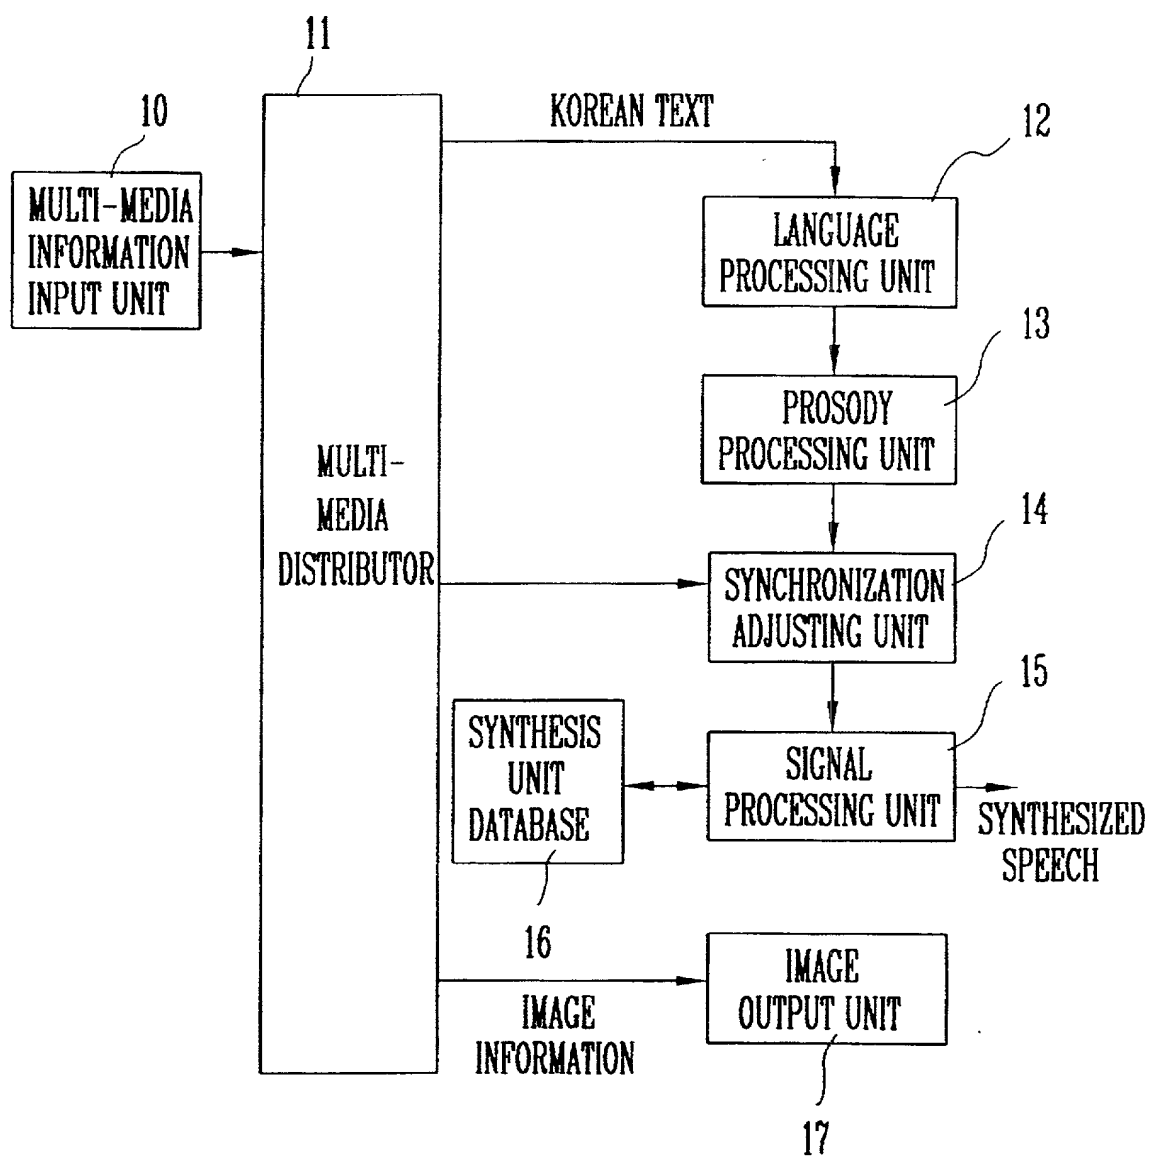 11
10
KOREAN TEXT
12
MULTI-MEDIA
INFORMATION
INPUT UNIT
LANGUAGE
PROCESSING UNIT
13
PROSODY
PROCESSING UNIT
MULTI-
MEDIA
DISTRIBUTOR
14
SYNCHRONIZATION
ADJUSTING UNIT
15
SYNTHESIS
UNIT
DATABASE
SIGNAL
PROCESSING UNIT
SYNTHESIZED
SPEECH
16
IMAGE
OUTPUT UNIT
IMAGE
INFORMATION
17